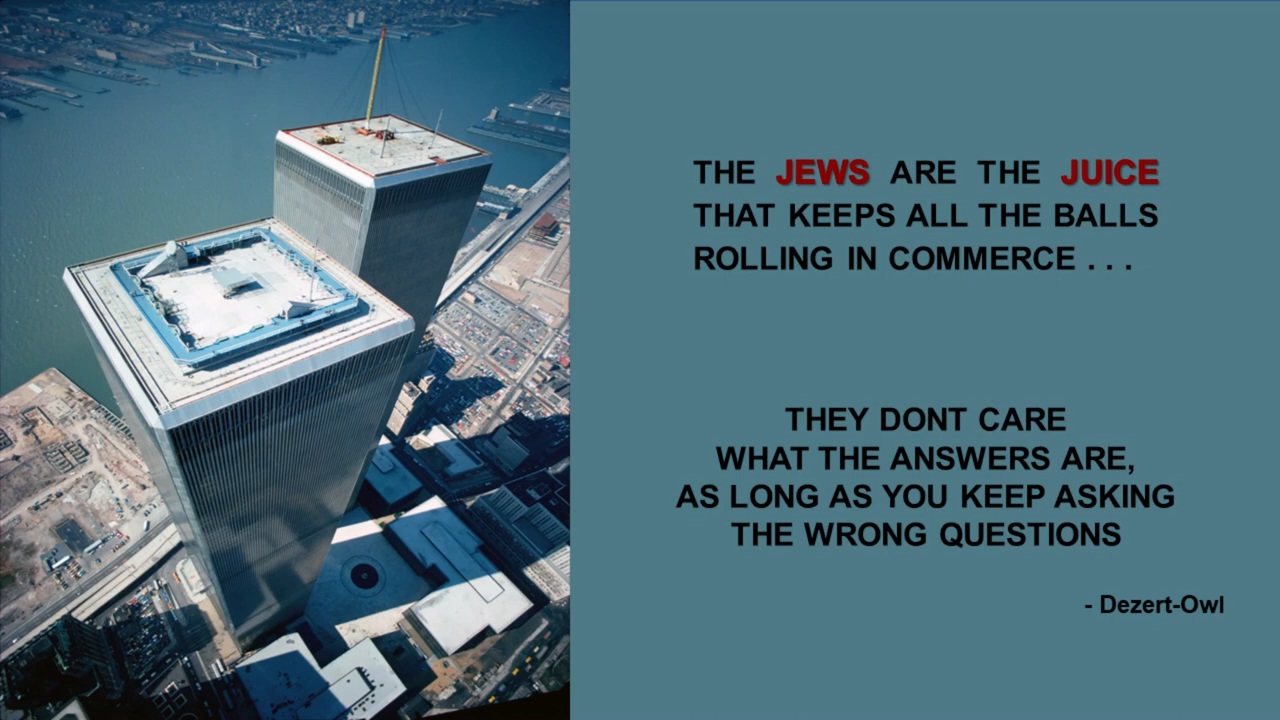 THE JEWS ARE THE JUICE
THAT KEEPS ALL THE BALLS
ROLLING IN COMMERCE . . .
THEY DONT CARE
WHAT THE ANSWERS ARE,
AS LONG AS YOU KEEP ASKING
THE WRONG QUESTIONS
- Dezert-Owl